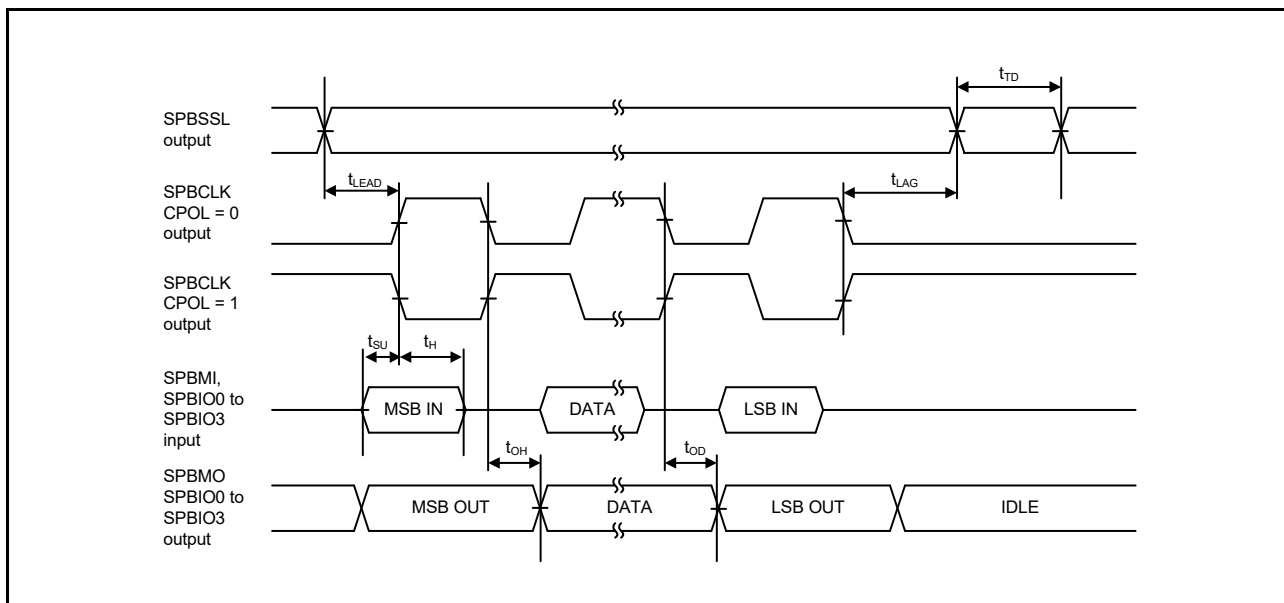 tTD
SPBSSL
output
tLEAD
tLAG
SPBCLK
CPOL = 0
output
SPBCLK
CPOL = 1
output
tSU
tH
SPBMI,
SPBIO0 to
SPBIO3
input
MSB IN
DATA
LSB IN
tOH
tOD
SPBMO
SPBIO0 to
SPBIO3
output
MSB OUT
DATA
LSB OUT
IDLE